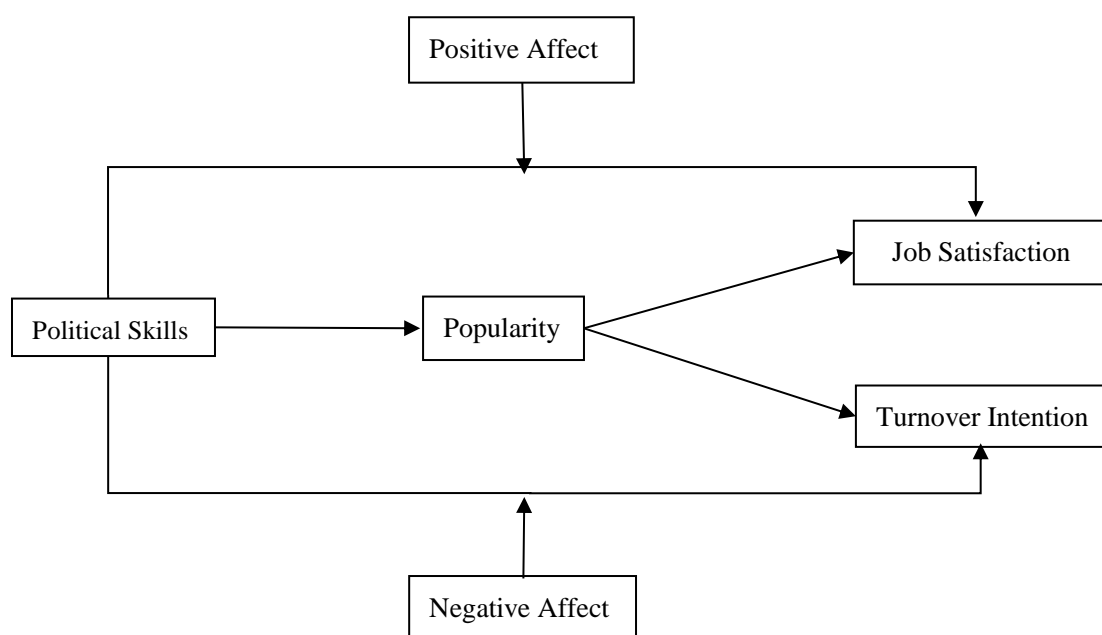 Positive Affect
Job Satisfaction
Political Skills
Popularity
Turnover Intention
Negative Affect